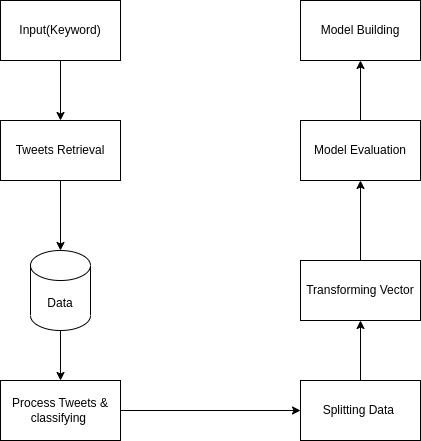 Input(Keyword)
Tweets Retrieval
Data
Process Tweets &
classifying
Splitting Data
Transforming Vector
Model Evaluation
Model Building